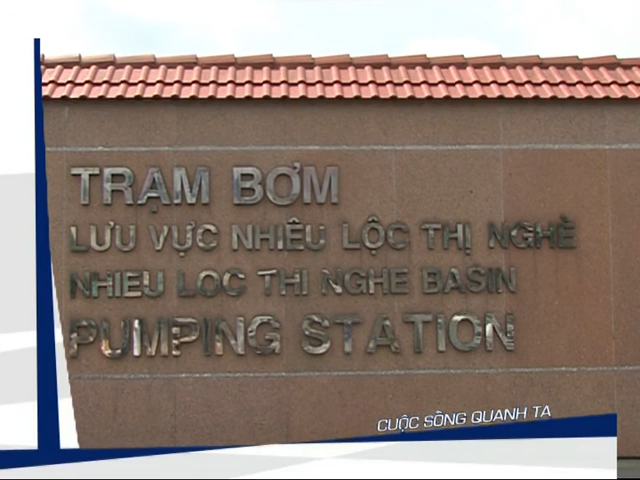 TRẠM BƠM
LƯU VỰC NHIÊU LỘC THỊ NGHÈ
NHIEU LOC THI NGHE BASIN
PUMPING STATION
CUỘC SỐNG QUANH TA